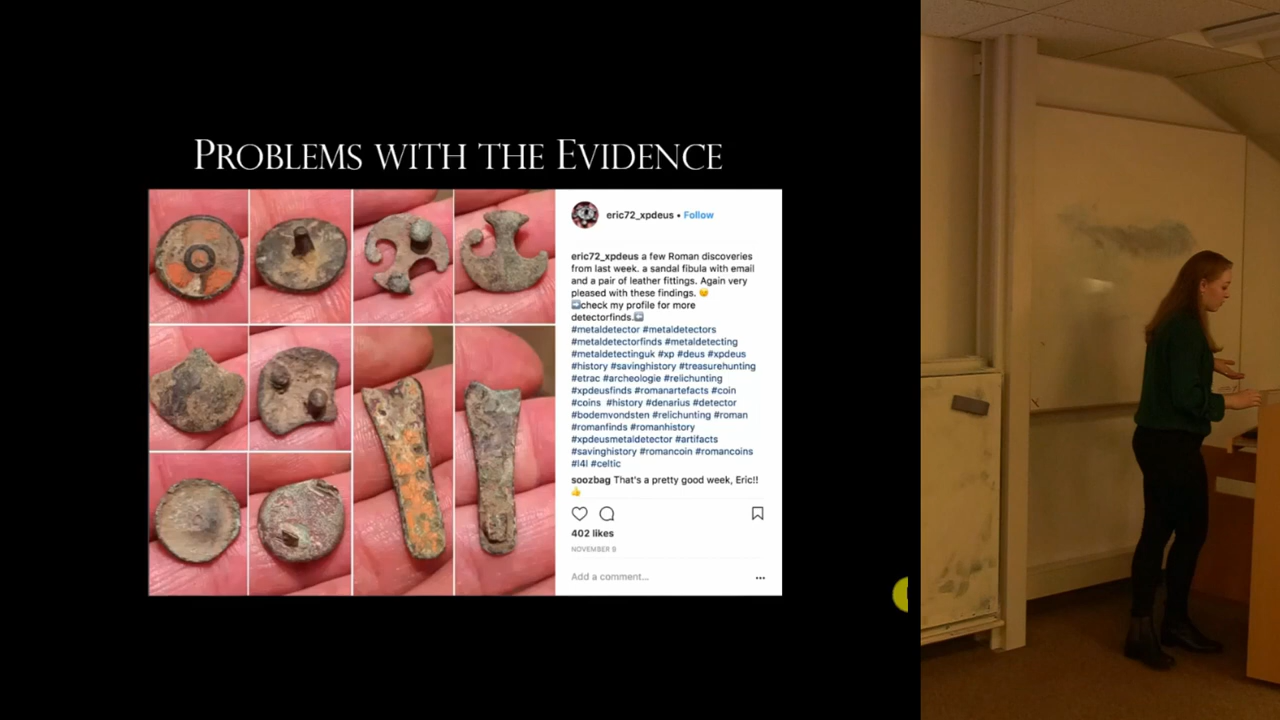 PROBLEMS WITH THE EVIDENCE
eric72_xpdeus • Follow
eric72_xpdeus a few Roman discoveries
from last week. a sandal fibula with email
and a pair of leather fittings. Again very
pleased with these findings. 😊
➡️check my profile for more
detectorfinds.⬅️
#metaldetector #metaldetectors
#metaldetectorfinds #metaldetecting
#metaldetectinguk #xp #deus #xpdeus
#history #savinghistory #treasurehunting
#etrac #archeologie #relichunting
#xpdeusfinds #romanartefacts #coin
#coins #history #denarius #detector
#bodemvondsten #relichunting #roman
#romanfinds #romanhistory
#xpdeusmetaldetector #artifacts
#savinghistory #romancoin #romancoins
#l4l #celtic
soozbag That's a pretty good week, Eric!!
👍
402 likes
NOVEMBER 9
Add a comment...